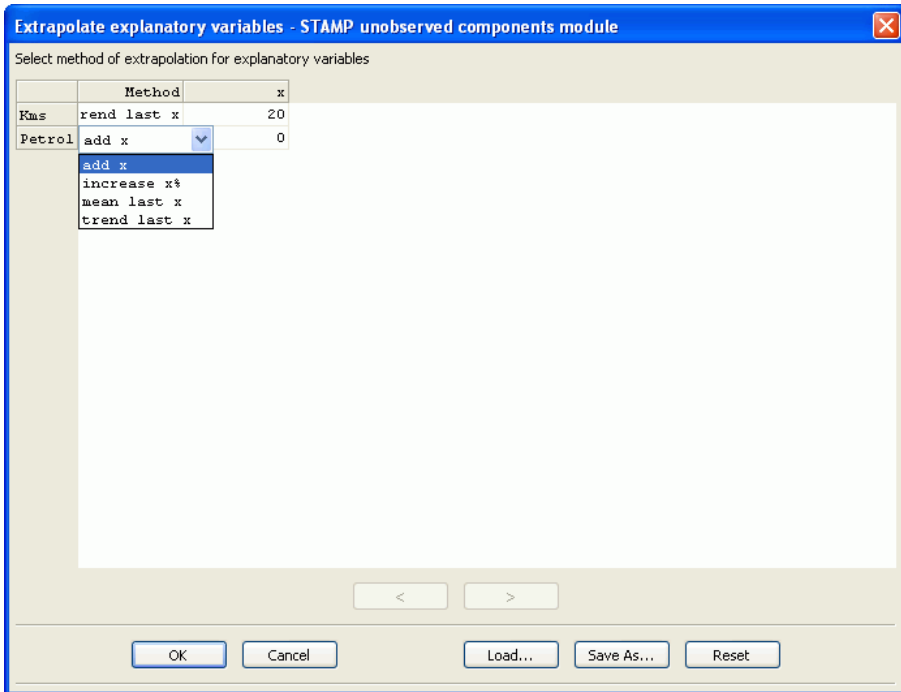 Extrapolate explanatory variables - STAMP unobserved components module
Select method of extrapolation for explanatory variables
Method x
Kms rend last x 20
Petrol add x 0
add x
increase x%
mean last x
trend last x
< >
OK Cancel Load... Save As... Reset